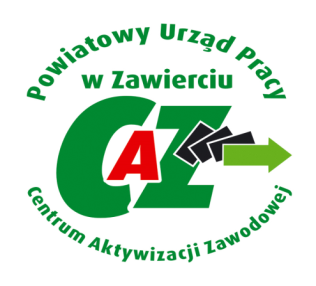 Powiatowy Urząd Pracy
w Zawierciu
CAZ
Centrum Aktywizacji Zawodowej